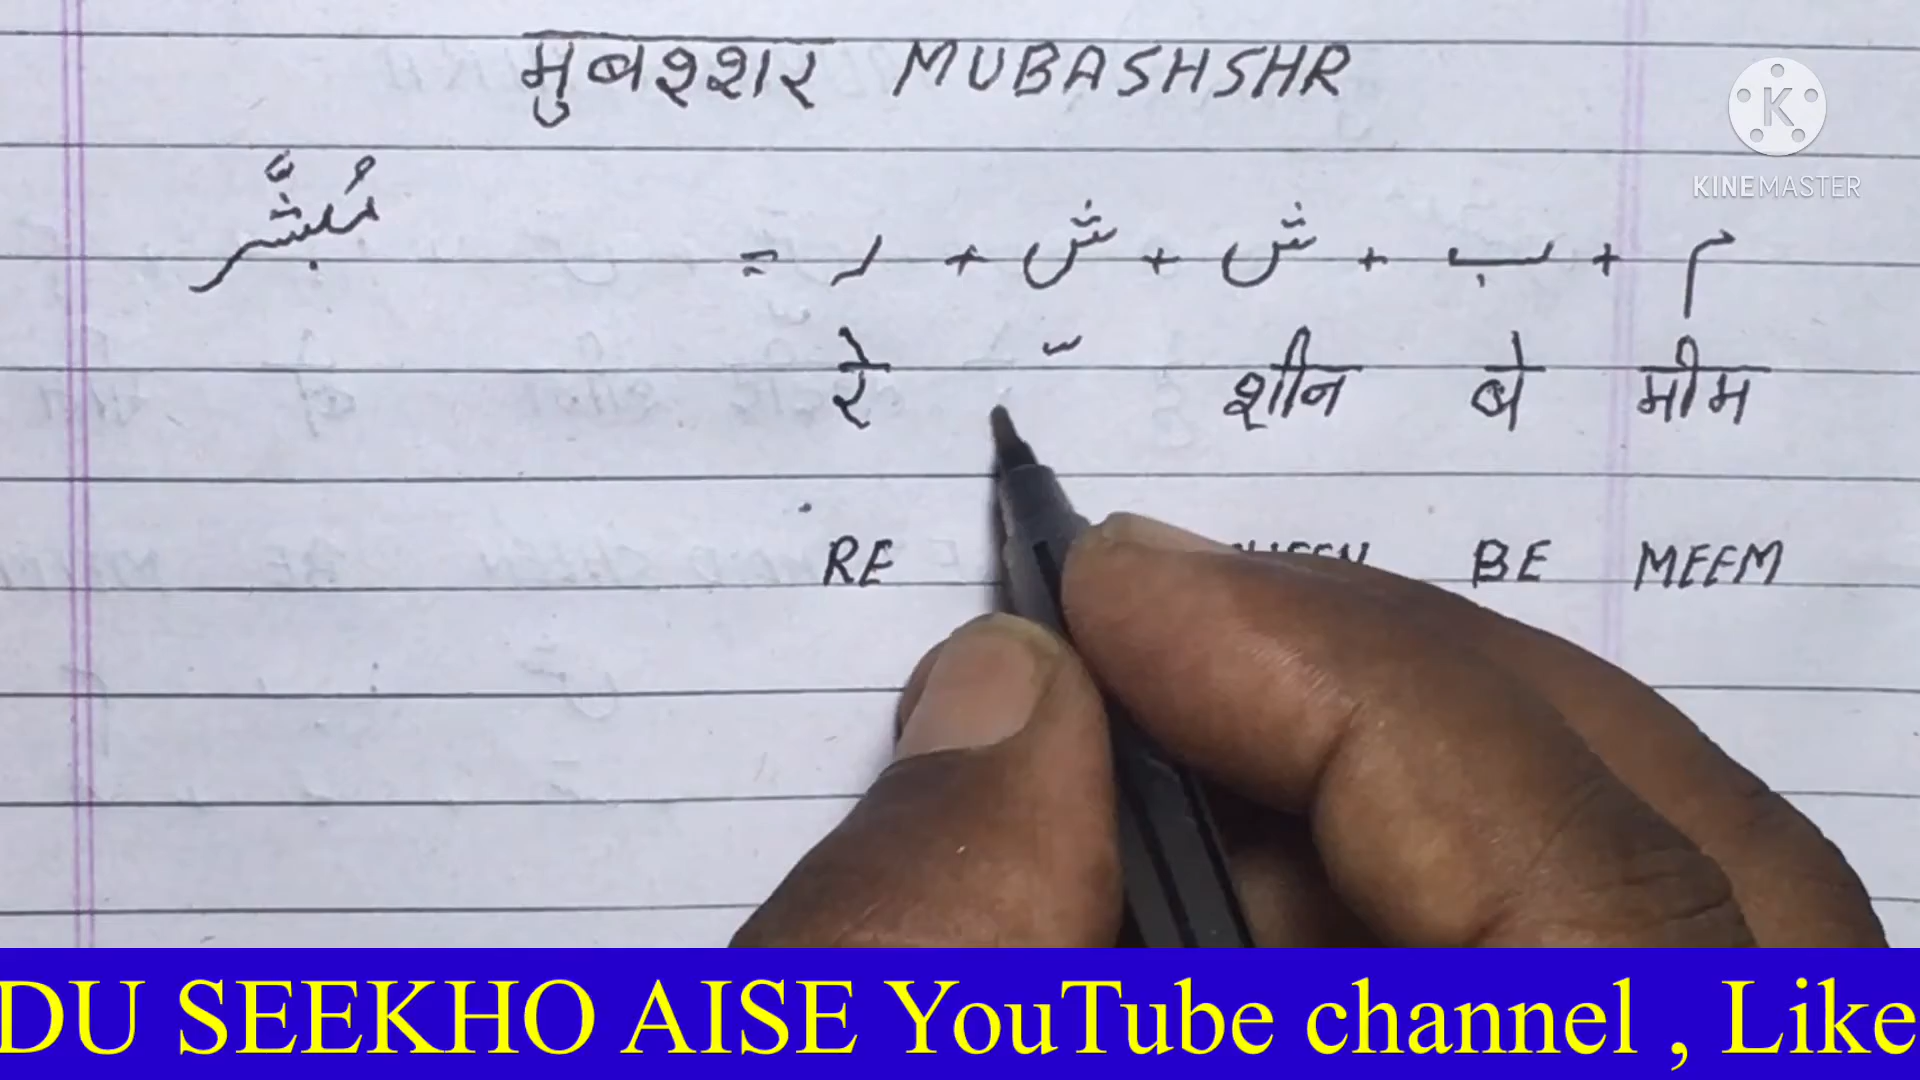 मुबश्शर MUBASHSHR
KINEMASTER
مُبشّر = ر + ش + ش + ب + م
रे ّ शीन बे मीम
RE BE MEEM
DU SEEKHO AISE YouTube channel , Like